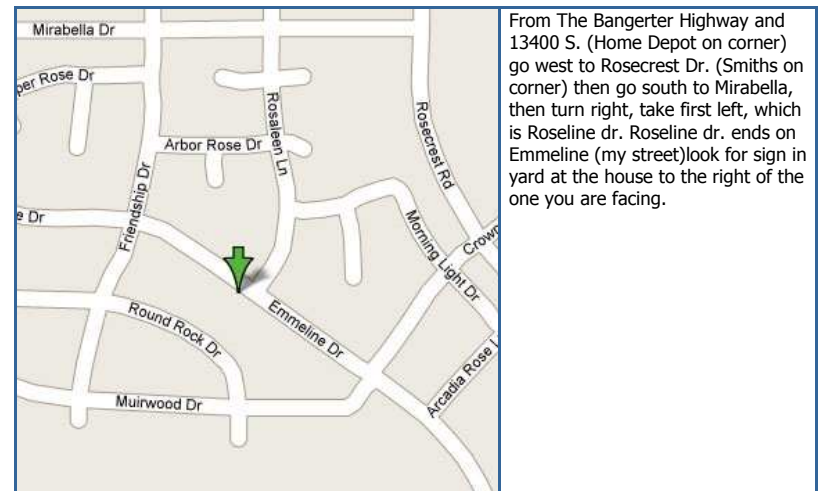 Mirabella Dr
per Rose Dr
Rosaleen Ln
Rosecrest Rd
Arbor Rose Dr
Friendship Dr
e Dr
Morning Light Dr
Crown
Round Rock Dr
Emmeline Dr
Arcadia Rose L
Muirwood Dr
From The Bangerter Highway and
13400 S. (Home Depot on corner)
go west to Rosecrest Dr. (Smiths on
corner) then go south to Mirabella,
then turn right, take first left, which
is Roseline dr. Roseline dr. ends on
Emmeline (my street)look for sign in
yard at the house to the right of the
one you are facing.